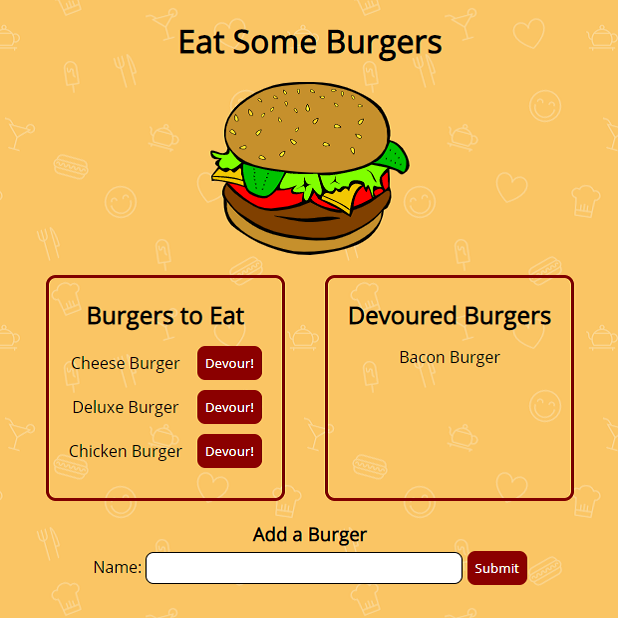 Eat Some Burgers
Burgers to Eat
Cheese Burger Devour!
Deluxe Burger Devour!
Chicken Burger Devour!
Devoured Burgers
Bacon Burger
Add a Burger
Name: Submit